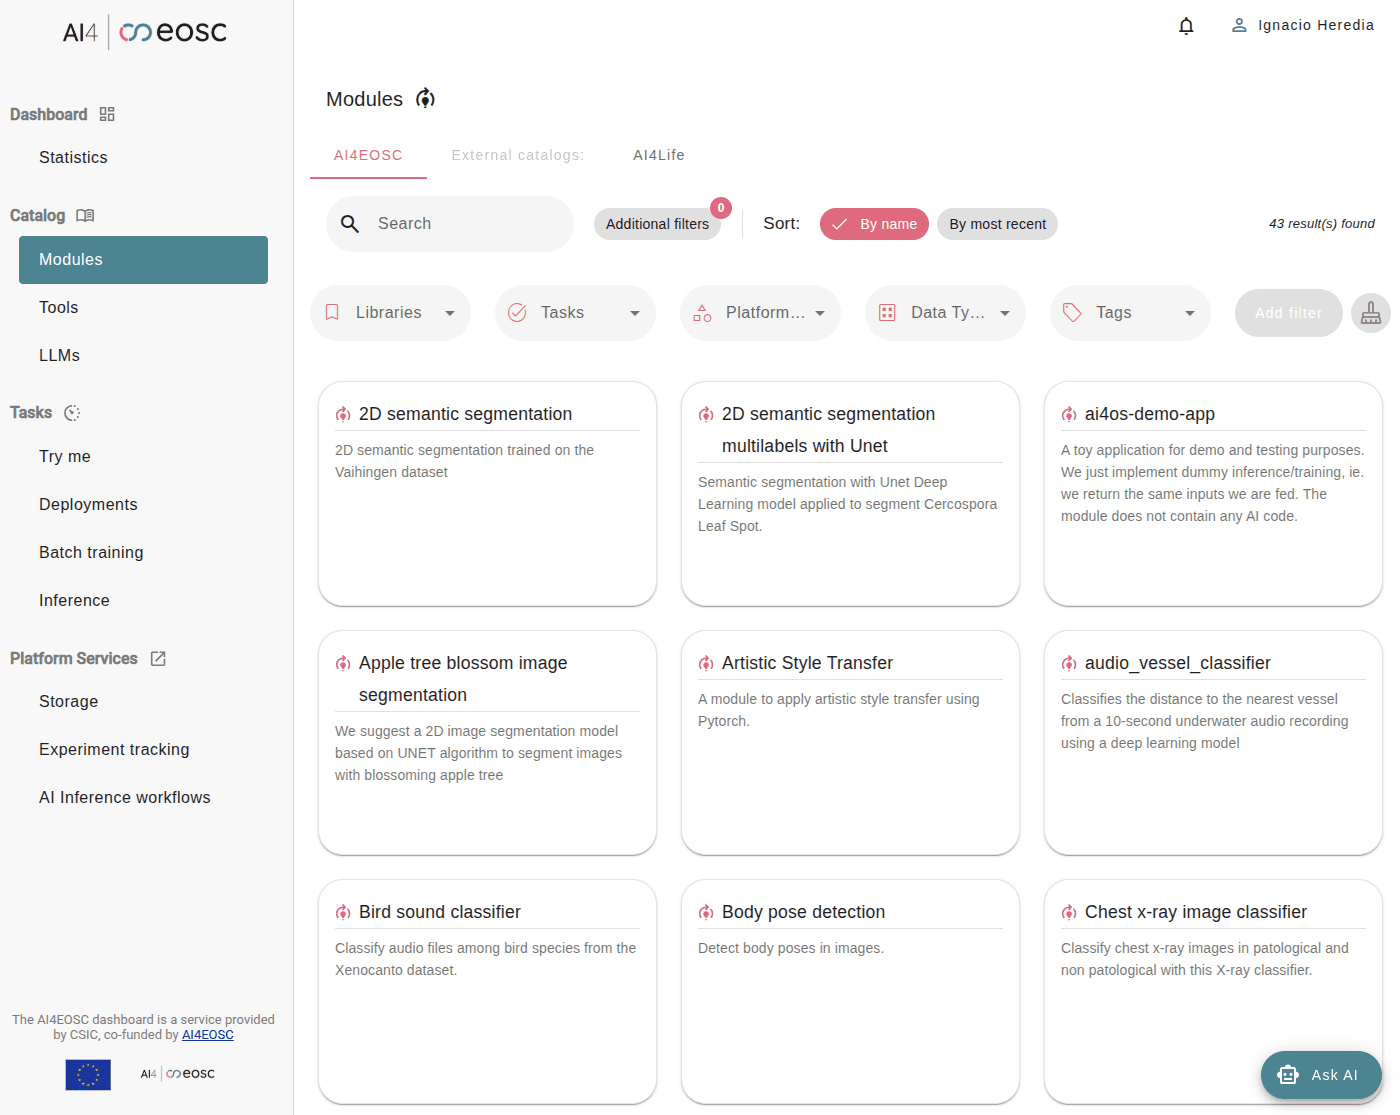 AI4 eosc
Dashboard
Statistics
Catalog
Modules
Tools
LLMs
Tasks
Try me
Deployments
Batch training
Inference
Platform Services
Storage
Experiment tracking
AI Inference workflows
The AI4EOSC dashboard is a service provided
by CSIC, co-funded by AI4EOSC
AI4 eosc
Ignacio Heredia
Modules
AI4EOSC External catalogs: AI4Life
Search Additional filters 0 Sort: By name By most recent 43 result(s) found
Libraries Tasks Platform... Data Ty... Tags Add filter
2D semantic segmentation
2D semantic segmentation trained on the
Vaihingen dataset
2D semantic segmentation
multilabels with Unet
Semantic segmentation with Unet Deep
Learning model applied to segment Cercospora
Leaf Spot.
ai4os-demo-app
A toy application for demo and testing purposes.
We just implement dummy inference/training, ie.
we return the same inputs we are fed. The
module does not contain any AI code.
Apple tree blossom image
segmentation
We suggest a 2D image segmentation model
based on UNET algorithm to segment images
with blossoming apple tree
Artistic Style Transfer
A module to apply artistic style transfer using
Pytorch.
audio_vessel_classifier
Classifies the distance to the nearest vessel
from a 10-second underwater audio recording
using a deep learning model
Bird sound classifier
Classify audio files among bird species from the
Xenocanto dataset.
Body pose detection
Detect body poses in images.
Chest x-ray image classifier
Classify chest x-ray images in patological and
non patological with this X-ray classifier.
Ask AI